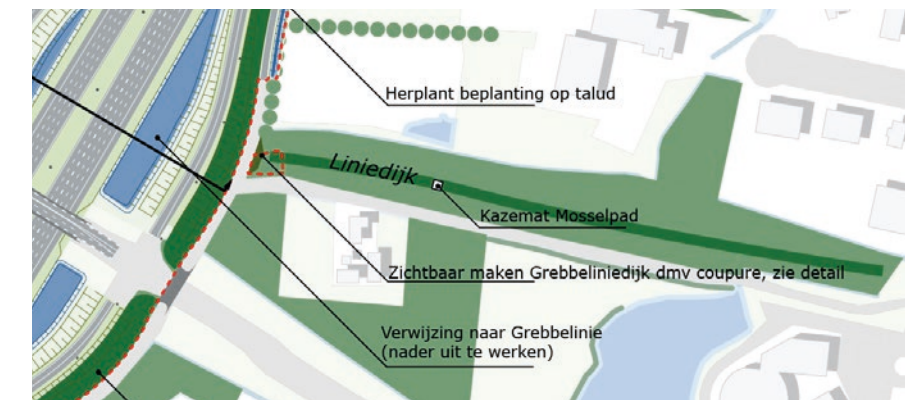 Herplant beplanting op talud
Liniedijk
Kazemat Mosselpad
Zichtbaar maken Grebbeliniedijk dmv coupure, zie detail
Verwijzing naar Grebbelinie
(nader uit te werken)